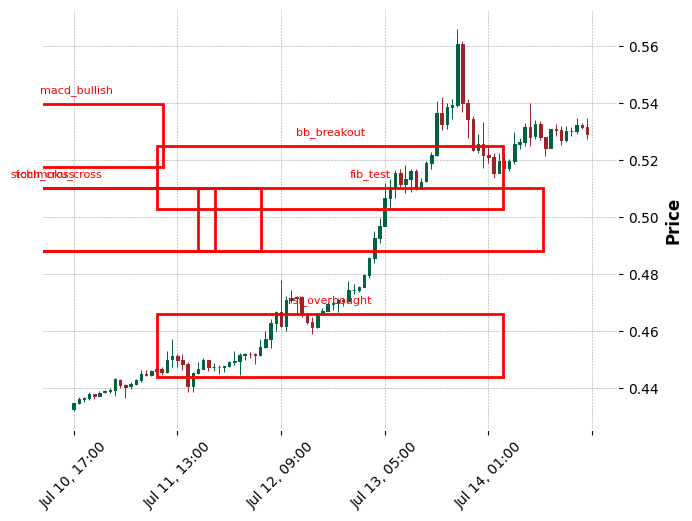 macd_bullish
bb_breakout
fib_test
0.56
0.54
0.52
0.50
0.48
0.46
0.44
Price
Jul 10, 17:00
Jul 11, 13:00
Jul 12, 09:00
Jul 13, 05:00
Jul 14, 01:00